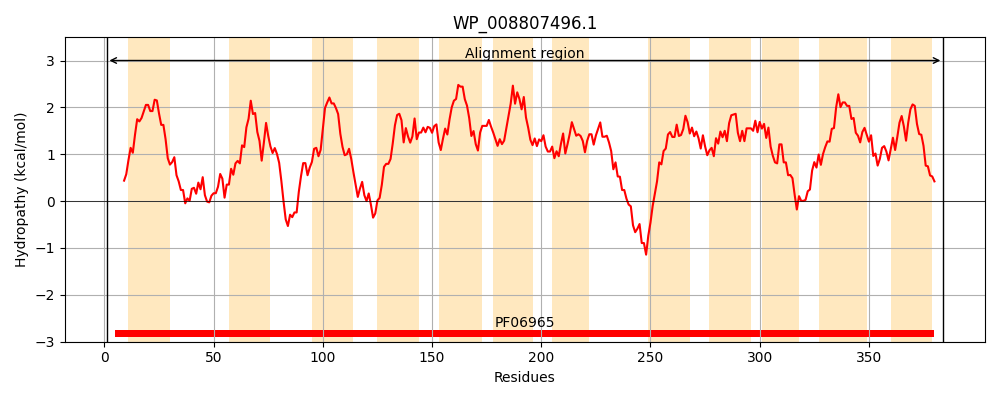 WP_008807496.1
Alignment region
PF06965
Hydropathy (kcal/mol)
3
2
1
0
−1
−2
−3
0 50 100 150 200 250 300 350
Residues